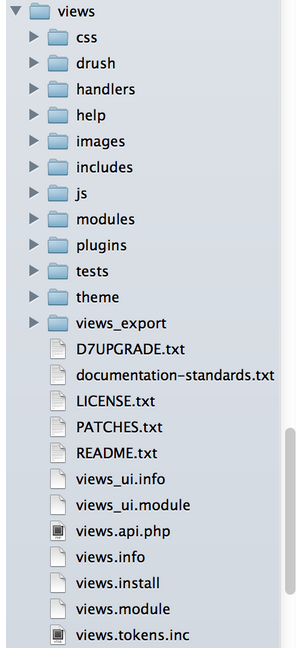 views
css
drush
handlers
help
images
includes
js
modules
plugins
tests
theme
views_export
D7UPGRADE.txt
documentation-standards.txt
LICENSE.txt
PATCHES.txt
README.txt
views_ui.info
views_ui.module
views.api.php
views.info
views.install
views.module
views.tokens.inc